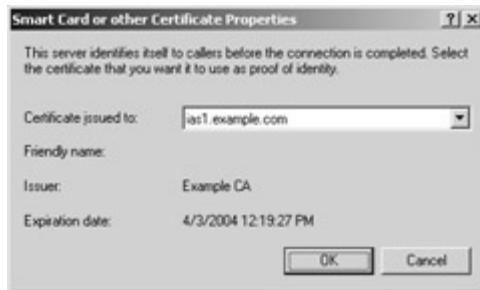 Smart Card or other Certificate Properties
This server identifies itself to callers before the connection is completed. Select
the certificate that you want it to use as proof of identity.
Certificate issued to: ias1.example.com
Friendly name:
Issuer: Example CA
Expiration date: 4/3/2004 12:19:27 PM
OK Cancel